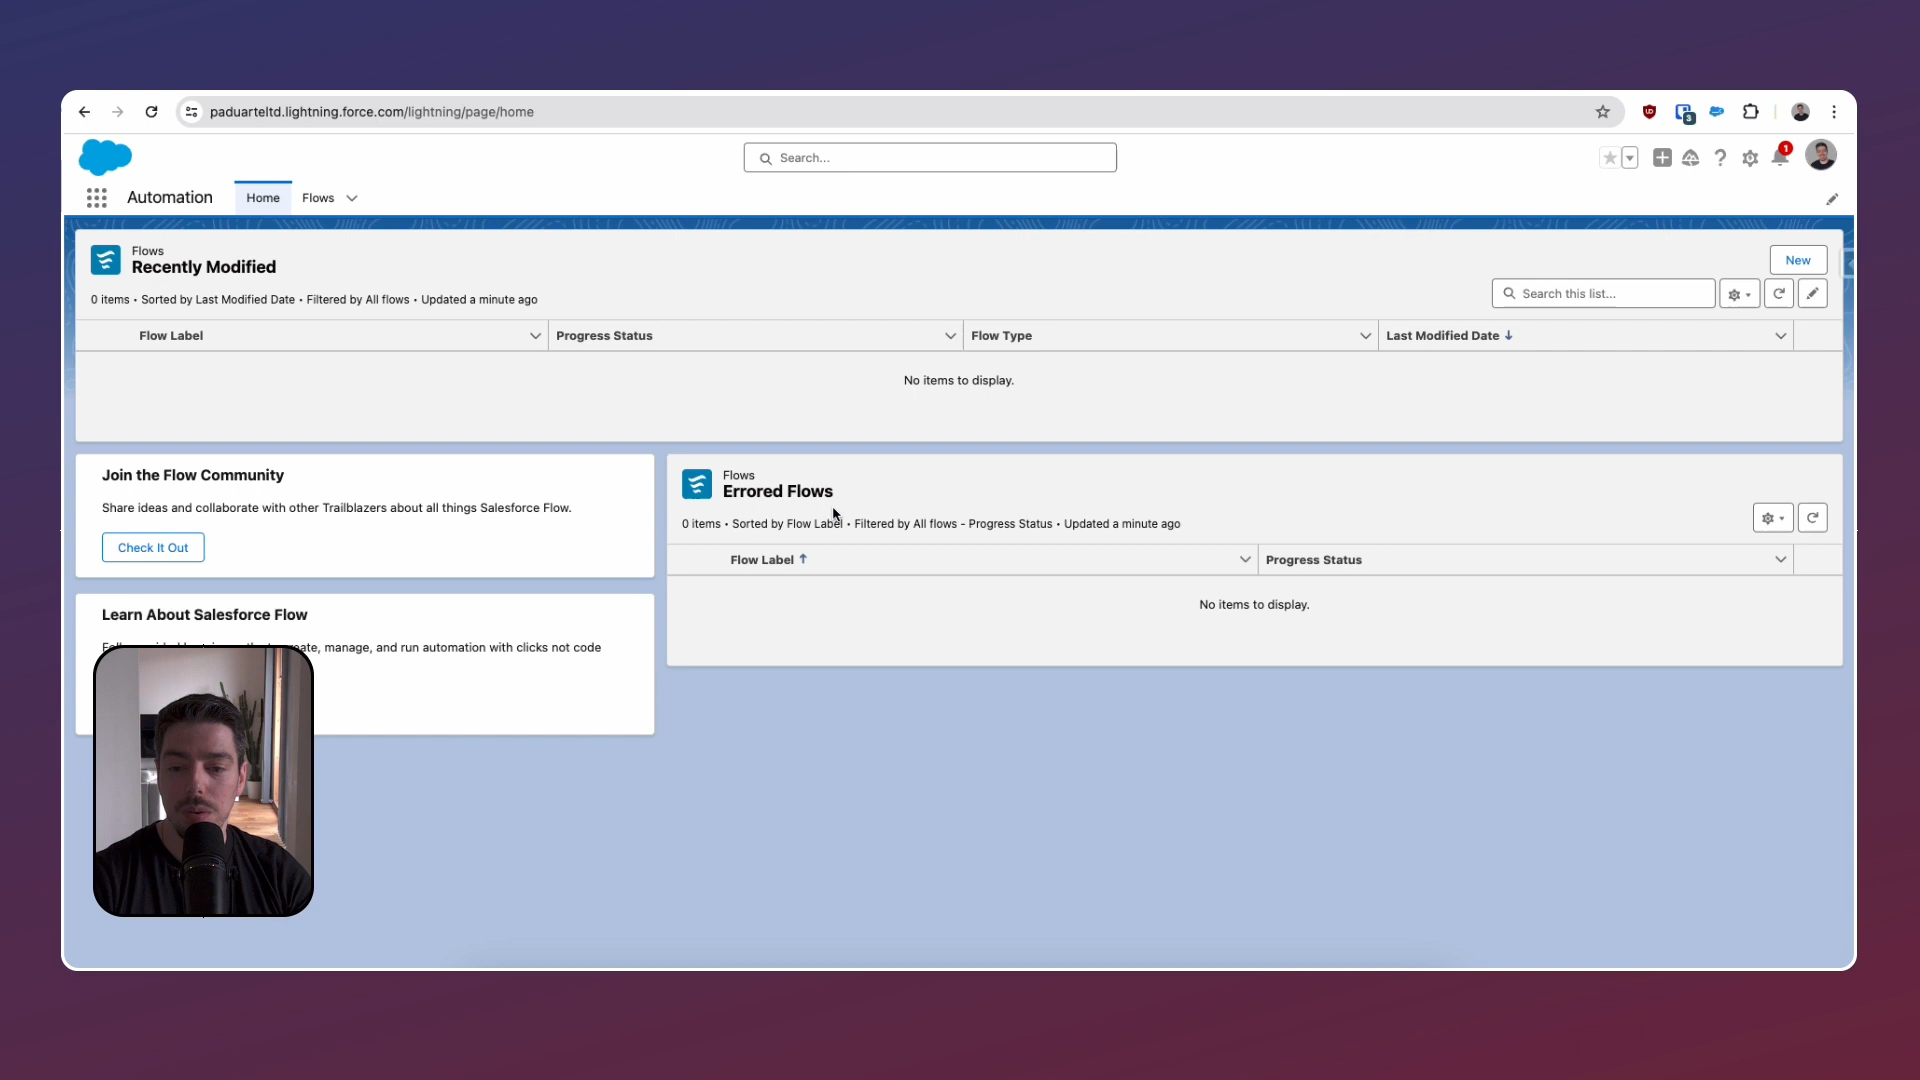 paduarteltd.lightning.force.com/lightning/page/home
3
Search...
1
Automation
Home
Flows
Flows
Recently Modified
New
0 items • Sorted by Last Modified Date • Filtered by All flows • Updated a minute ago
Search this list...
Flow Label
Progress Status
Flow Type
Last Modified Date
No items to display.
Join the Flow Community
Share ideas and collaborate with other Trailblazers about all things Salesforce Flow.
Check It Out
Flows
Errored Flows
0 items • Sorted by Flow Label • Filtered by All flows - Progress Status • Updated a minute ago
Flow Label
Progress Status
No items to display.
Learn About Salesforce Flow
manage, and run automation with clicks not code